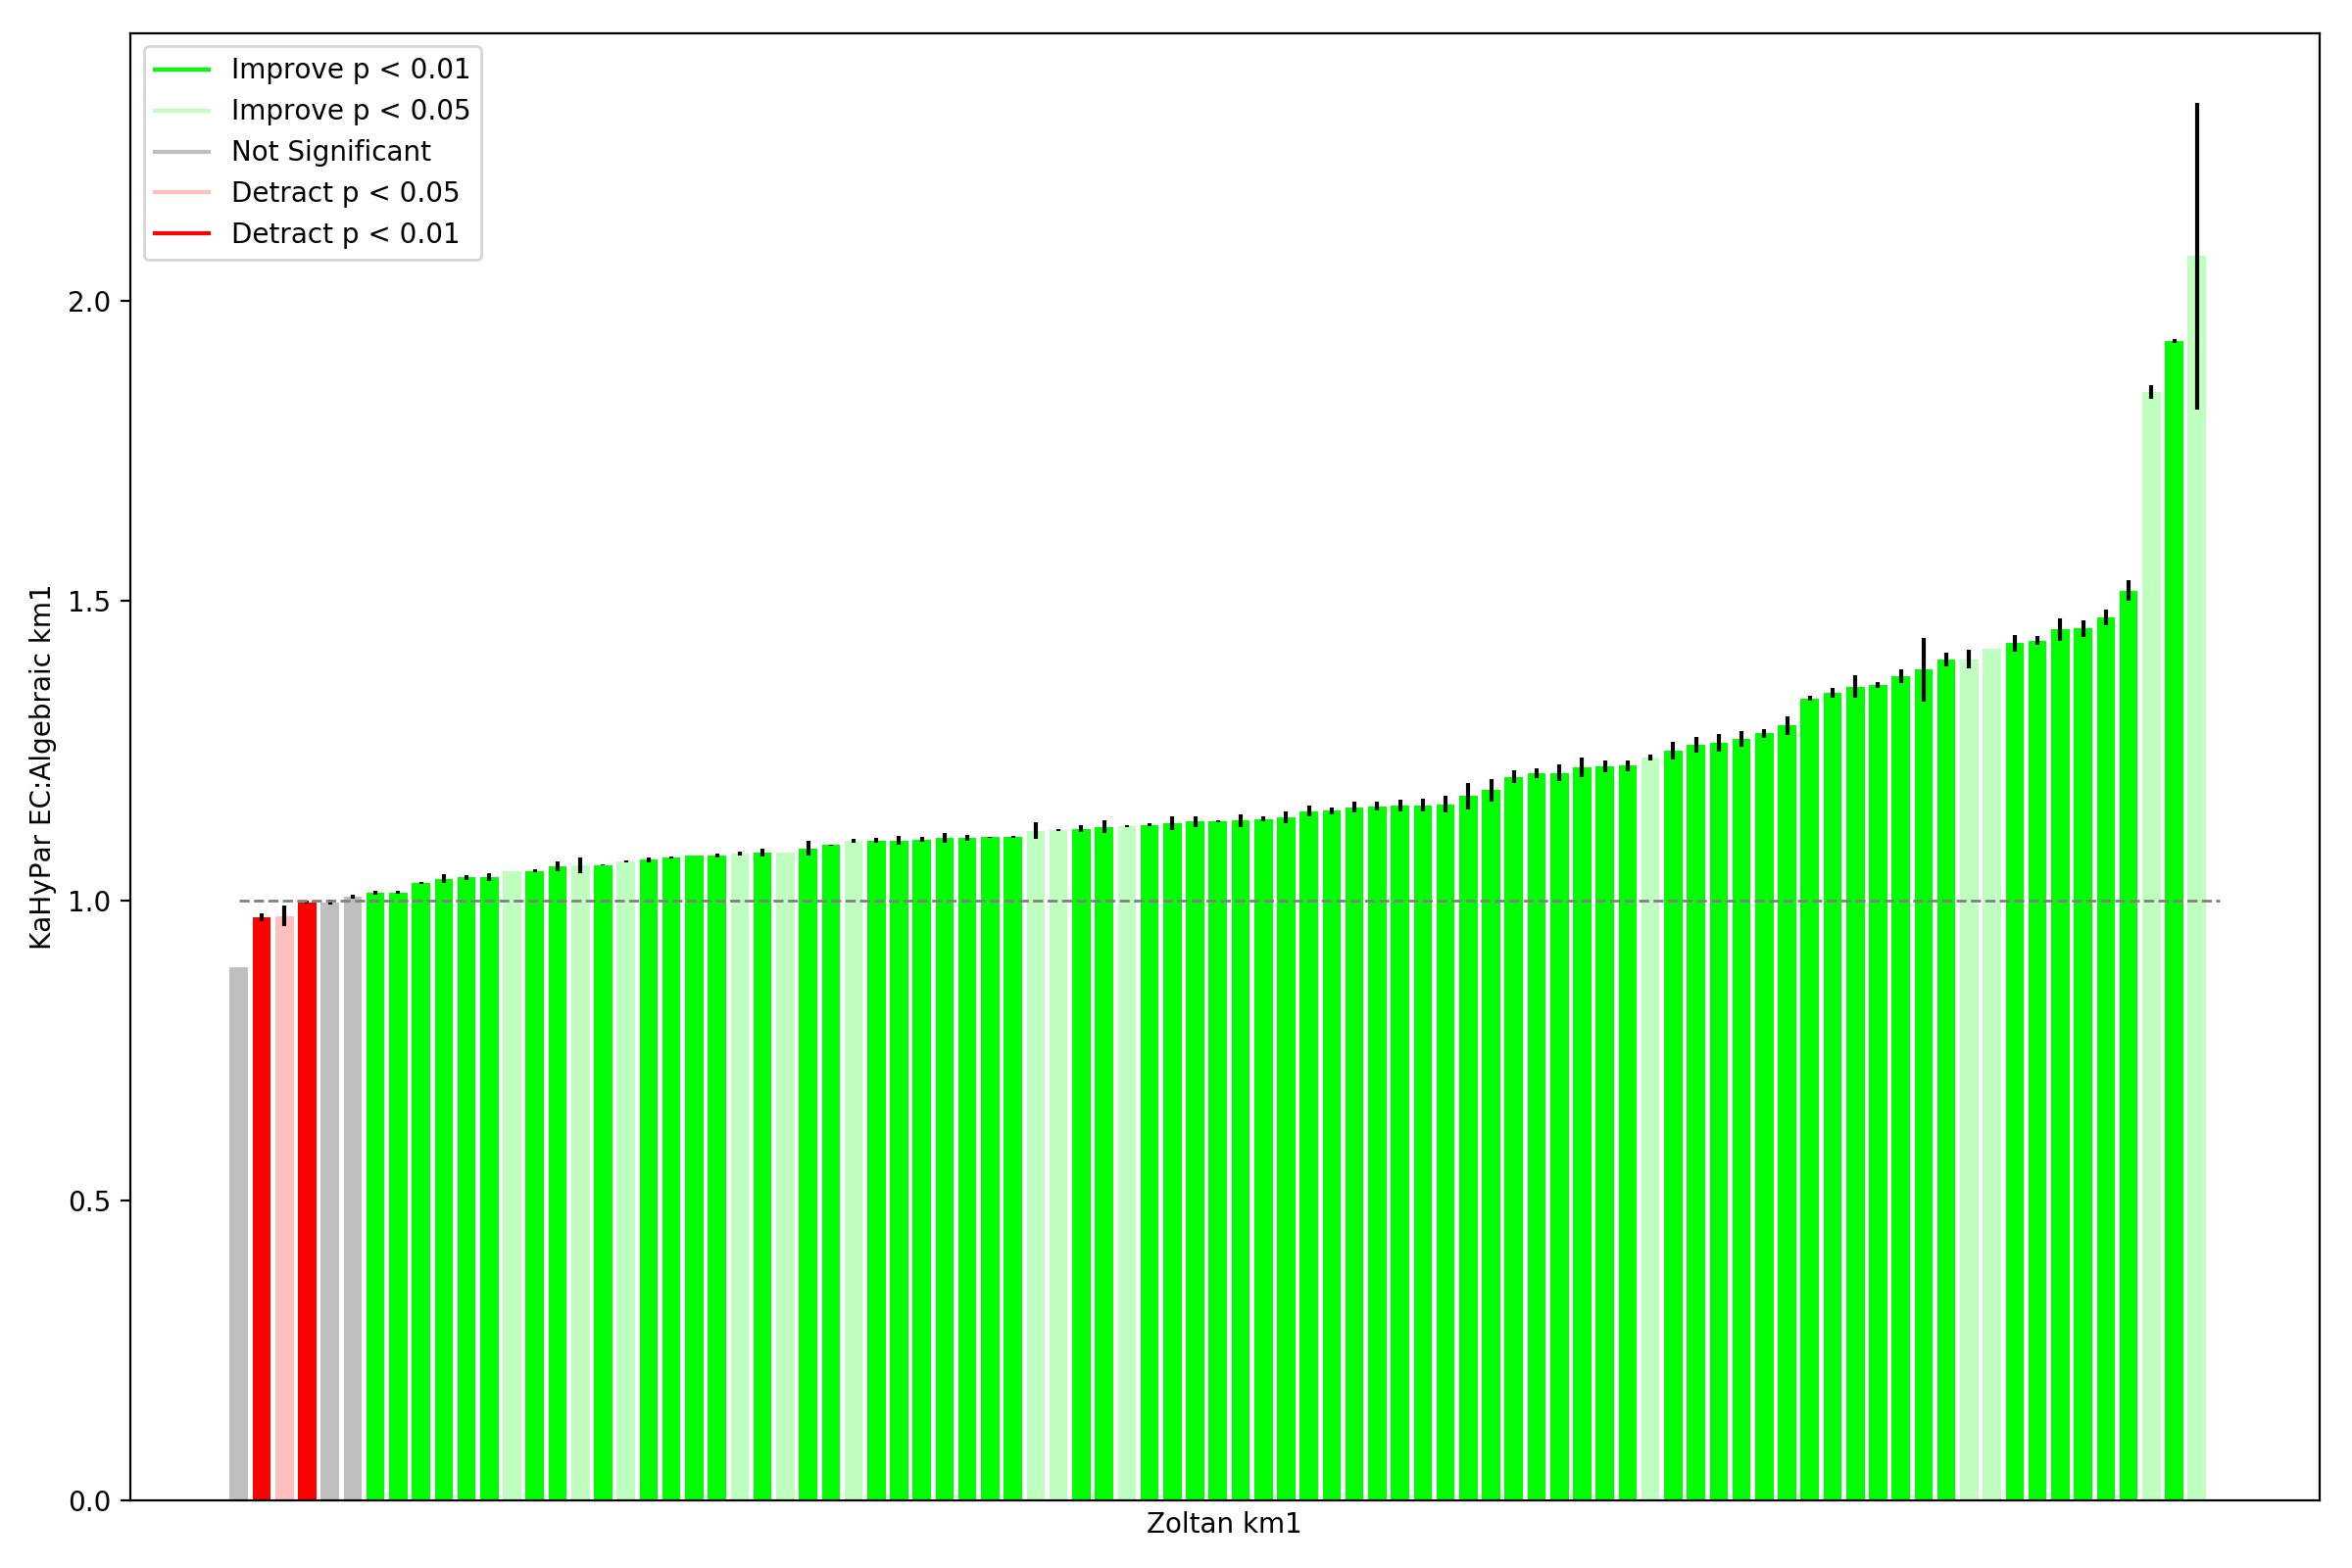 Improve p < 0.01
Improve p < 0.05
Not Significant
Detract p < 0.05
Detract p < 0.01
2.0
1.5
1.0
0.5
0.0
KaHyPar EC:Algebraic km1
Zoltan km1